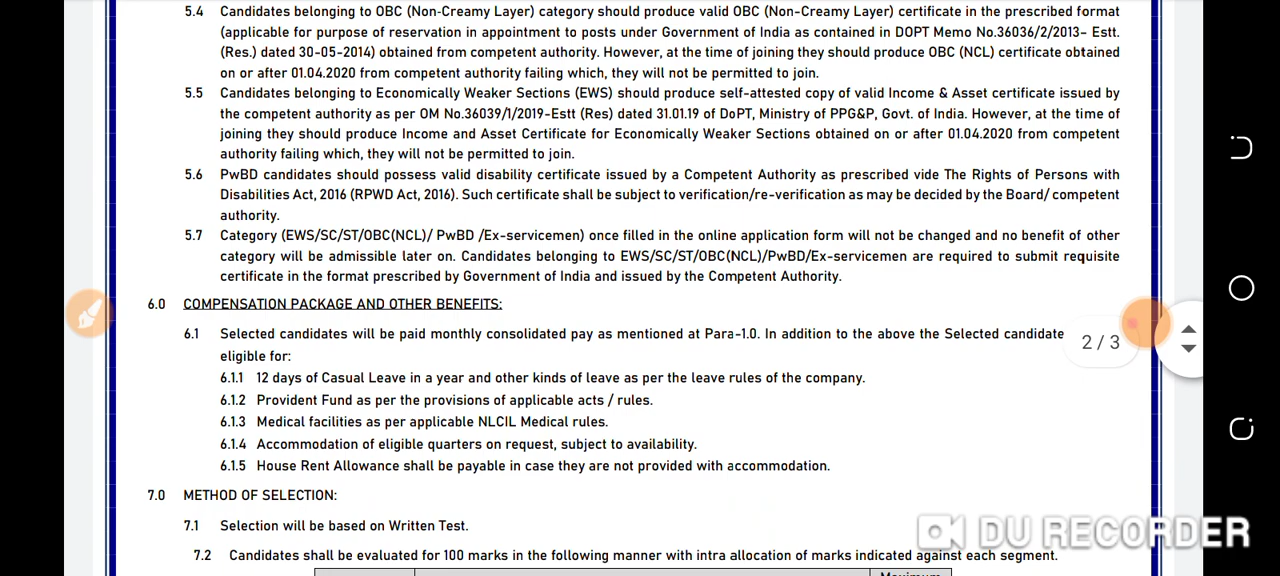 5.4 Candidates belonging to OBC (Non-Creamy Layer) category should produce valid OBC (Non-Creamy Layer) certificate in the prescribed format
(applicable for purpose of reservation in appointment to posts under Government of India as contained in DOPT Memo No.36036/2/2013– Estt.
(Res.) dated 30-05-2014) obtained from competent authority. However, at the time of joining they should produce OBC (NCL) certificate obtained
on or after 01.04.2020 from competent authority failing which, they will not be permitted to join.
5.5 Candidates belonging to Economically Weaker Sections (EWS) should produce self-attested copy of valid Income & Asset certificate issued by
the competent authority as per OM No.36039/1/2019-Estt (Res) dated 31.01.19 of DoPT, Ministry of PPG&P, Govt. of India. However, at the time of
joining they should produce Income and Asset Certificate for Economically Weaker Sections obtained on or after 01.04.2020 from competent
authority failing which, they will not be permitted to join.
5.6 PwBD candidates should possess valid disability certificate issued by a Competent Authority as prescribed vide The Rights of Persons with
Disabilities Act, 2016 (RPWD Act, 2016). Such certificate shall be subject to verification/re-verification as may be decided by the Board/ competent
authority.
5.7 Category (EWS/SC/ST/OBC(NCL)/ PwBD /Ex-servicemen) once filled in the online application form will not be changed and no benefit of other
category will be admissible later on. Candidates belonging to EWS/SC/ST/OBC(NCL)/PwBD/Ex-servicemen are required to submit requisite
certificate in the format prescribed by Government of India and issued by the Competent Authority.
6.0 COMPENSATION PACKAGE AND OTHER BENEFITS:
6.1 Selected candidates will be paid monthly consolidated pay as mentioned at Para-1.0. In addition to the above the Selected candidate
eligible for:
2 / 3
6.1.1 12 days of Casual Leave in a year and other kinds of leave as per the leave rules of the company.
6.1.2 Provident Fund as per the provisions of applicable acts / rules.
6.1.3 Medical facilities as per applicable NLCIL Medical rules.
6.1.4 Accommodation of eligible quarters on request, subject to availability.
6.1.5 House Rent Allowance shall be payable in case they are not provided with accommodation.
7.0 METHOD OF SELECTION:
7.1 Selection will be based on Written Test.
DU RECORDER
7.2 Candidates shall be evaluated for 100 marks in the following manner with intra allocation of marks indicated against each segment.
Maximum